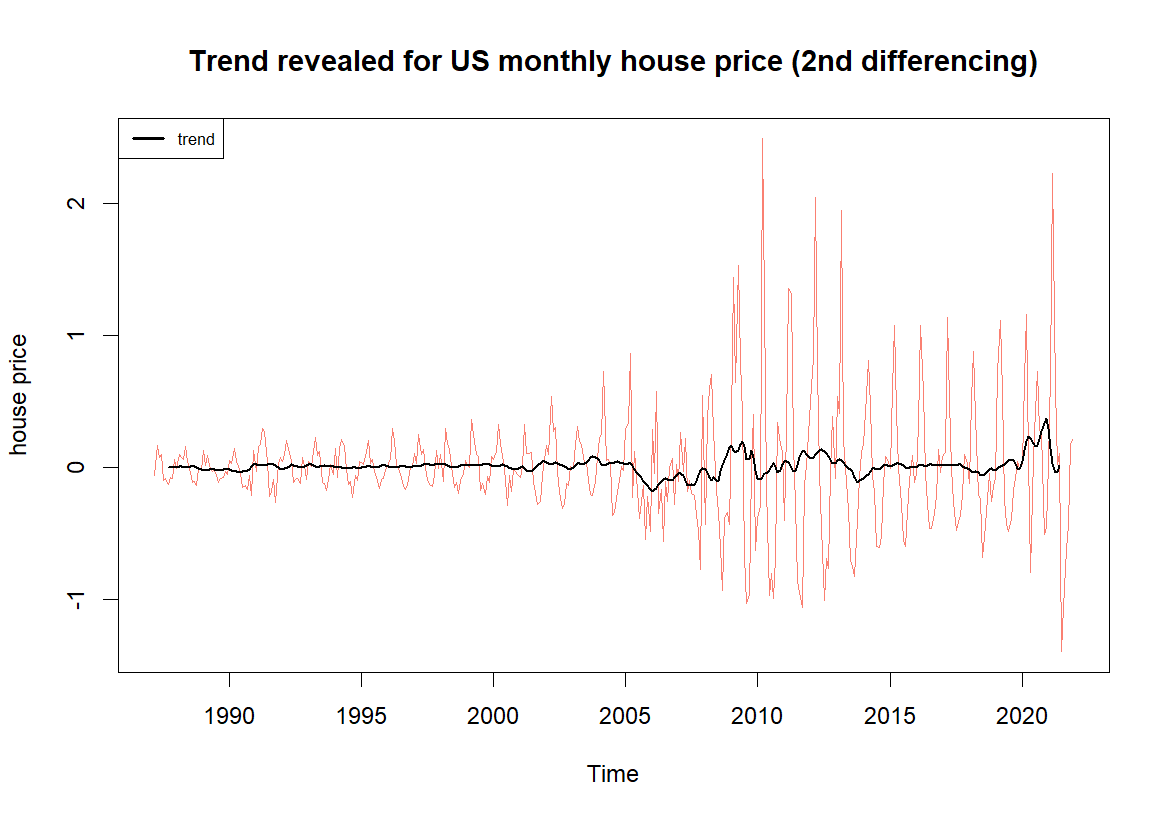 Trend revealed for US monthly house price (2nd differencing)
trend
house price
2
1
0
-1
1990 1995 2000 2005 2010 2015 2020
Time